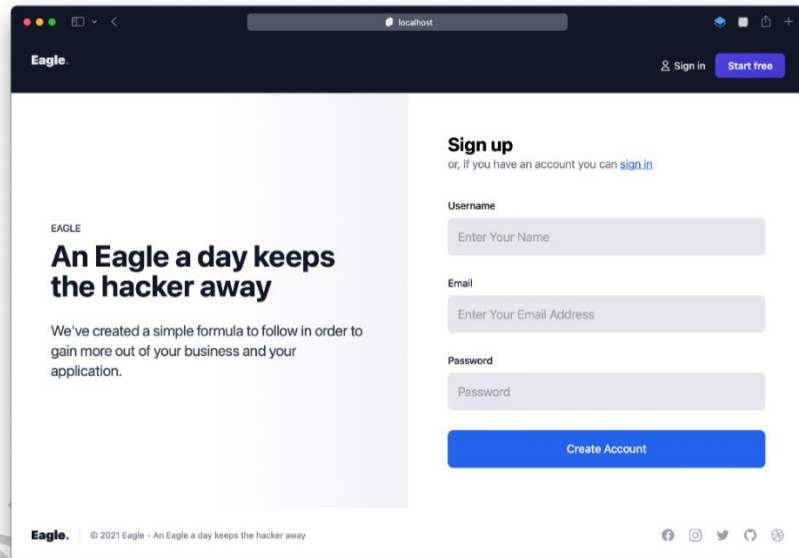 localhost
Eagle.
Sign in
Start free
EAGLE
An Eagle a day keeps
the hacker away
We've created a simple formula to follow in order to
gain more out of your business and your
application.
Sign up
or, if you have an account you can sign in
Username
Enter Your Name
Email
Enter Your Email Address
Password
Password
Create Account
Eagle.
© 2021 Eagle - An Eagle a day keeps the hacker away